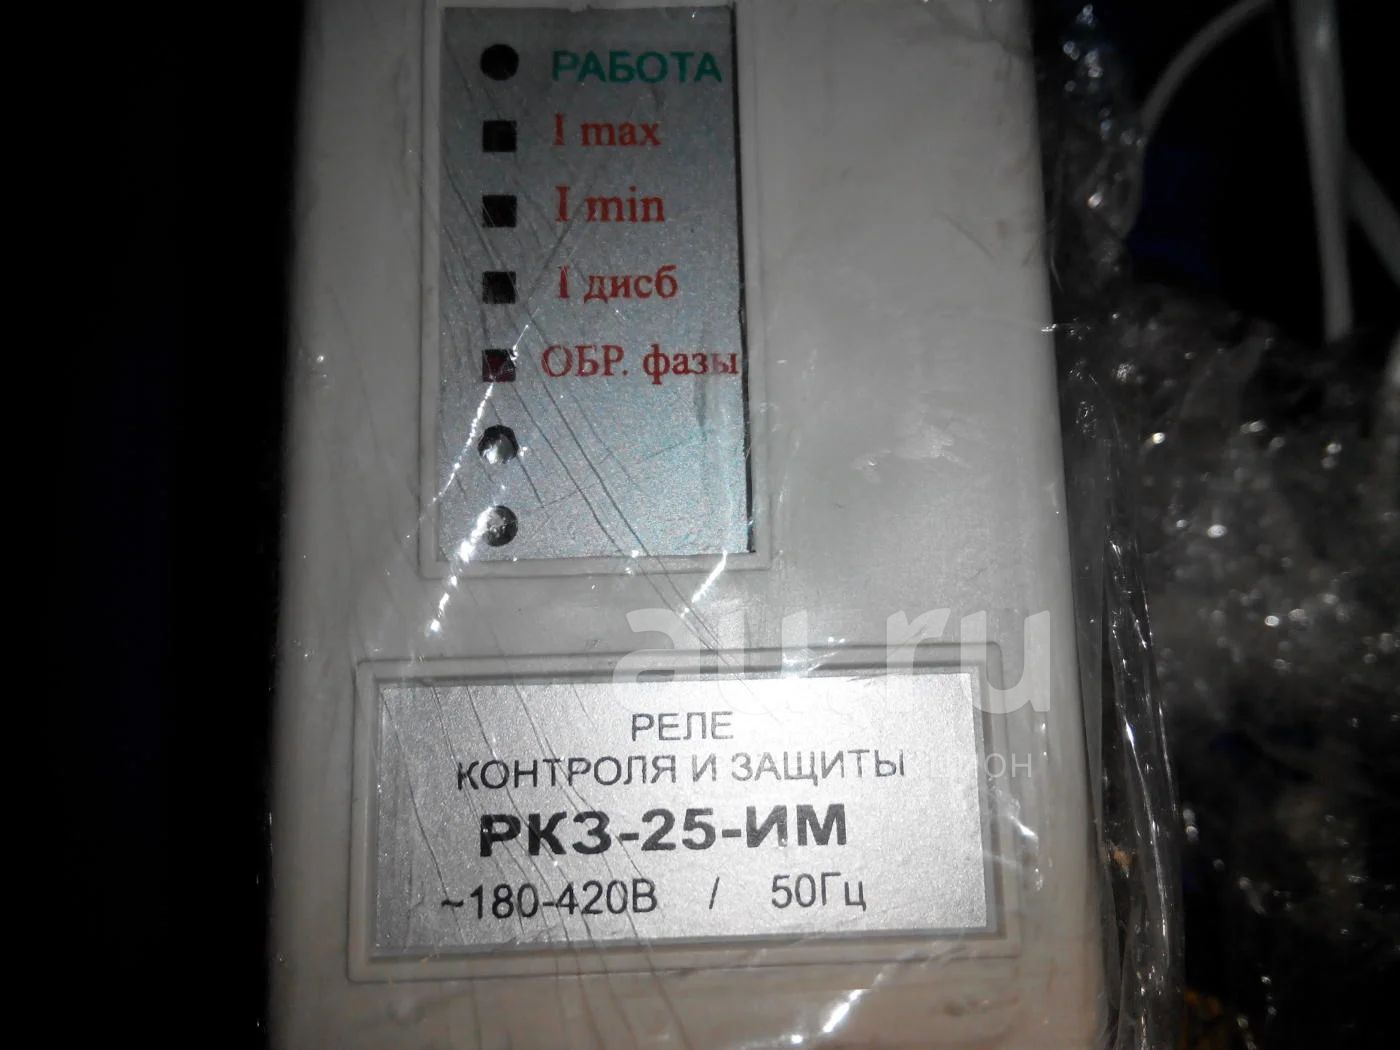 РАБОТА
I max
I min
I дисб
ОБР. фазы
au.ru
РЕЛЕ
КОНТРОЛЯ И ЗАЩИТЫ
РКЗ-25-ИМ
~180-420В / 50Гц